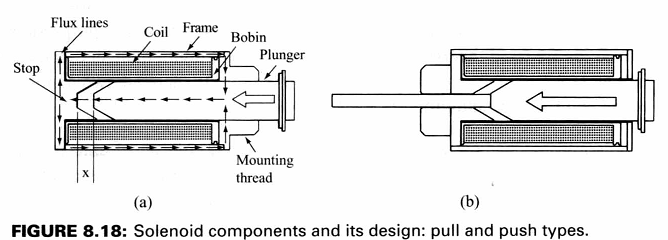 Flux lines
Coil
Frame
Bobin
Plunger
Stop
Mounting
thread
x
(a)
(b)
FIGURE 8.18: Solenoid components and its design: pull and push types.